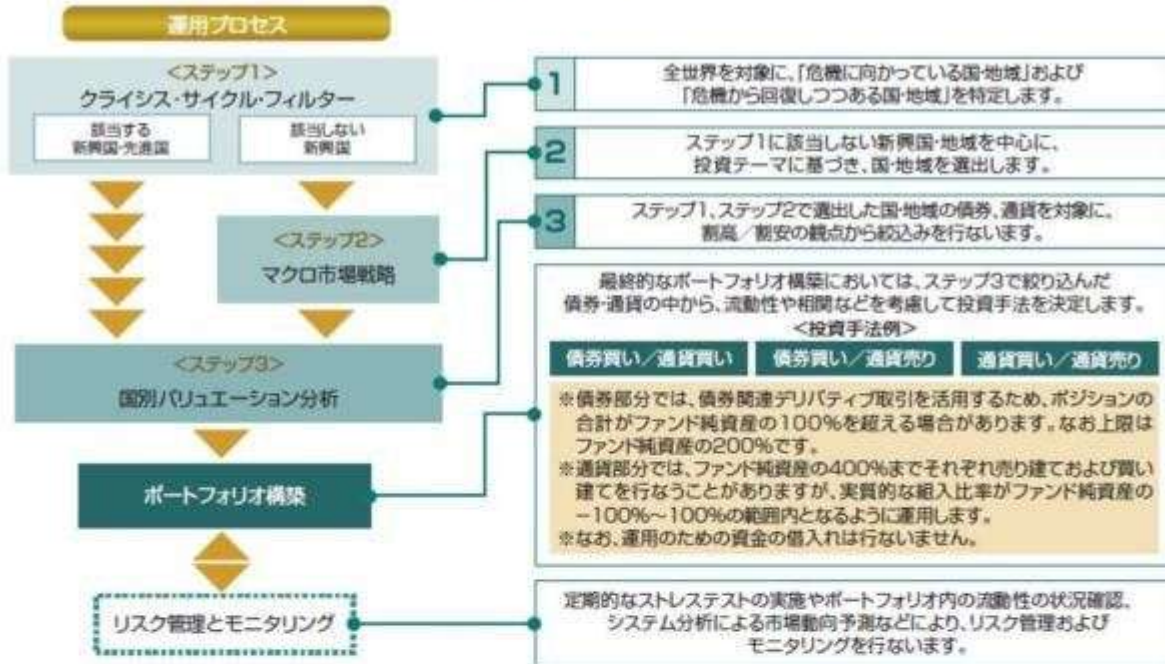 運用プロセス
<ステップ1>
クライシス・サイクル・フィルター
該当する
新興国・先進国
該当しない
新興国
<ステップ2>
マクロ市場戦略
<ステップ3>
国別バリュエーション分析
ポートフォリオ構築
リスク管理とモニタリング
1
全世界を対象に、「危機に向かっている国・地域」および
「危機から回復しつつある国・地域」を特定します。
2
ステップ1に該当しない新興国・地域を中心に、
投資テーマに基づき、国・地域を選出します。
3
ステップ1、ステップ2で選出した国・地域の債券、通貨を対象に、
割高／割安の観点から絞込みを行ないます。
最終的なポートフォリオ構築においては、ステップ3で絞り込んだ
債券・通貨の中から、流動性や相関などを考慮して投資手法を決定します。
<投資手法例>
債券買い／通貨買い
債券買い／通貨売り
通貨買い／通貨売り
※債券部分では、債券関連デリバティブ取引を活用するため、ポジションの
合計がファンド純資産の100%を超える場合があります。なお上限は
ファンド純資産の200%です。
※通貨部分では、ファンド純資産の400%までそれぞれ売り建ておよび買い
建てを行なうことがありますが、実質的な組入比率がファンド純資産の
－100%～100%の範囲内となるように運用します。
※なお、運用のための資金の借入れは行ないません。
定期的なストレステストの実施やポートフォリオ内の流動性の状況確認、
システム分析による市場動向予測などにより、リスク管理および
モニタリングを行ないます。